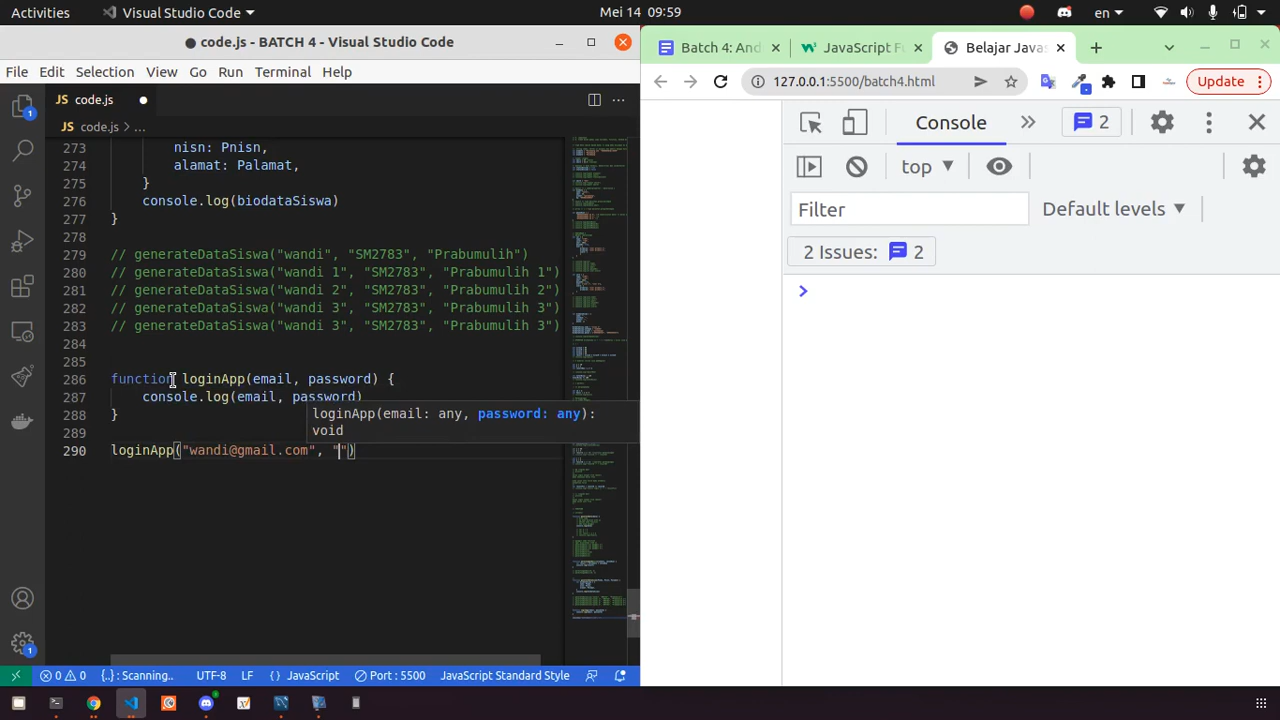 Activities
Visual Studio Code
Mei 14 09:59
en
code.js - BATCH 4 - Visual Studio Code
File Edit Selection View Go Run Terminal Help
JS code.js
JS code.js > ...
273 nisn: Pnisn,
274 alamat: Palamat,
275 }
276 console.log(biodataSiswa)
277 }
278
279 // generateDataSiswa("wandi", "SM2783", "Prabumulih")
280 // generateDataSiswa("wandi 1", "SM2783", "Prabumulih 1")
281 // generateDataSiswa("wandi 2", "SM2783", "Prabumulih 2")
282 // generateDataSiswa("wandi 3", "SM2783", "Prabumulih 3")
283 // generateDataSiswa("wandi 3", "SM2783", "Prabumulih 3")
284
285
286 function loginApp(email, password) {
287 console.log(email, password)
288 }
loginApp(email: any, password: any):
void
289
290 loginApp("wandi@gmail.com", "")
1
1
0 0 {..} : Scanning.. UTF-8 LF { } JavaScript Port : 5500 JavaScript Standard Style
Batch 4: And
JavaScript Fu
Belajar Javas
127.0.0.1:5500/batch4.html
Update
Console
2
top
Filter
Default levels
2 Issues: 2